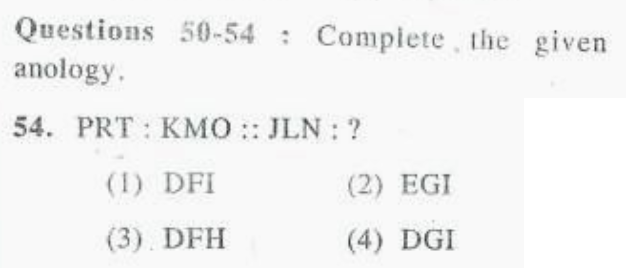 Questions 50-54 : Complete the given
anology.
54. PRT : KMO :: JLN : ?
(1) DFI (2) EGI
(3) DFH (4) DGI